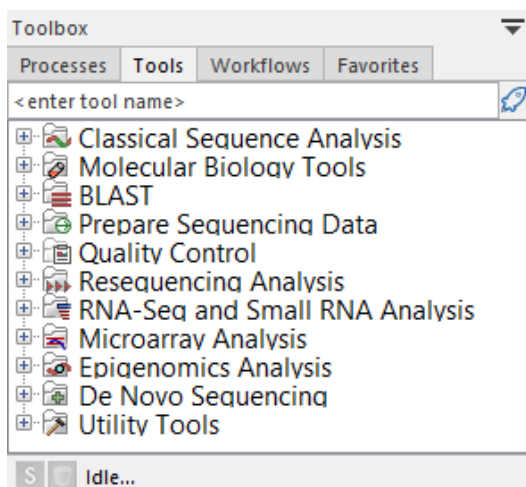 Toolbox
Processes Tools Workflows Favorites
<enter tool name>
Classical Sequence Analysis
Molecular Biology Tools
BLAST
Prepare Sequencing Data
Quality Control
Resequencing Analysis
RNA-Seq and Small RNA Analysis
Microarray Analysis
Epigenomics Analysis
De Novo Sequencing
Utility Tools
S Idle...